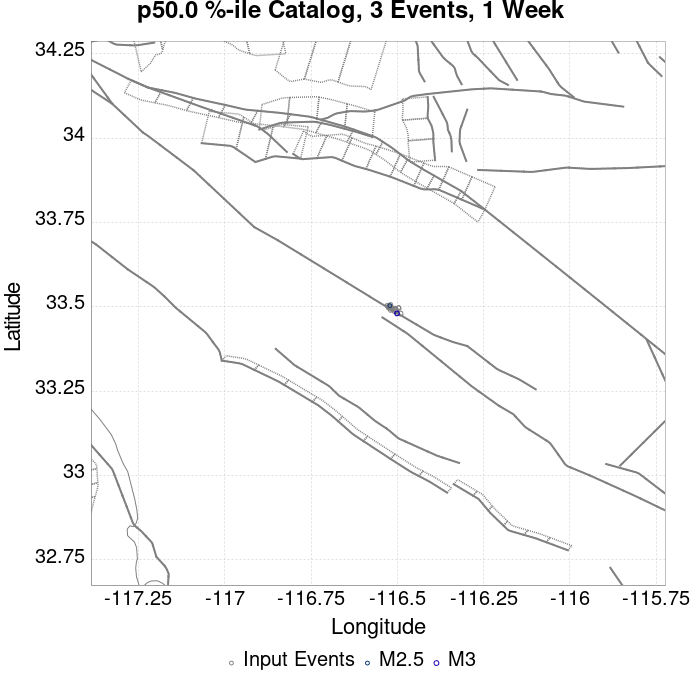 p50.0 %-ile Catalog, 3 Events, 1 Week
34.25
34
33.75
33.5
33.25
33
32.75
Latitude
-117.25 -117 -116.75 -116.5 -116.25 -116 -115.75
Longitude
Input Events M2.5 M3